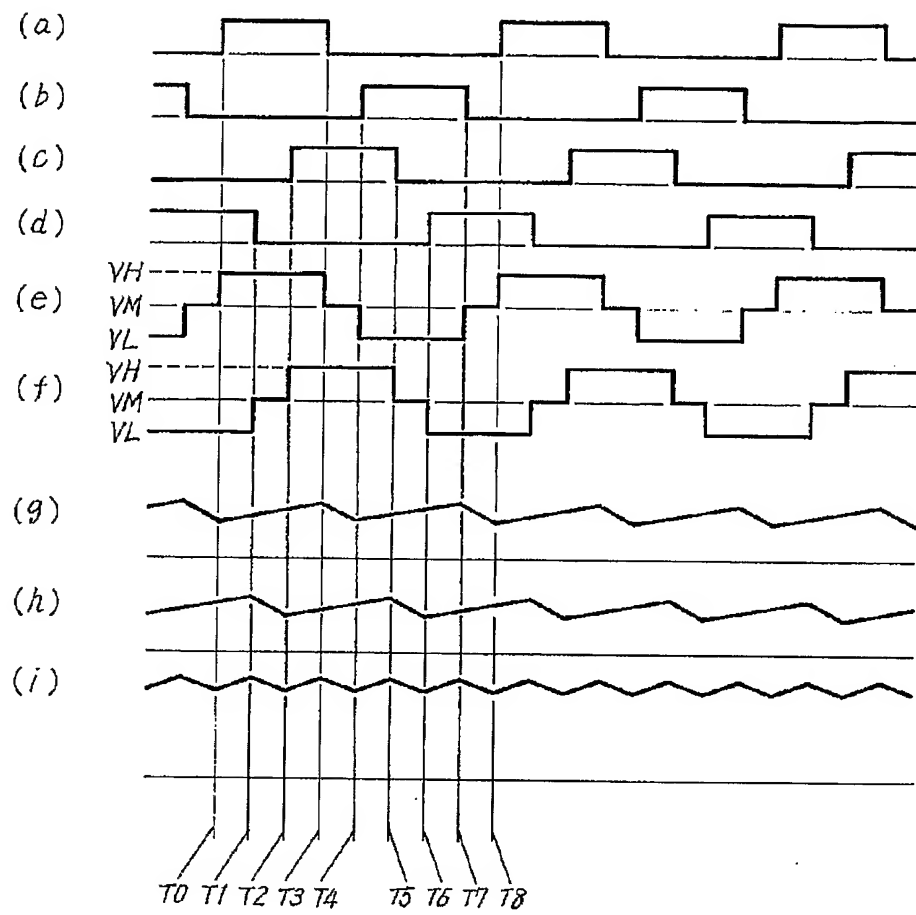 (a)
(b)
(c)
(d)
VH
(e) VM
VL
VH
(f) VM
VL
(g)
(h)
(i)
T0 T1 T2 T3 T4 T5 T6 T7 T8